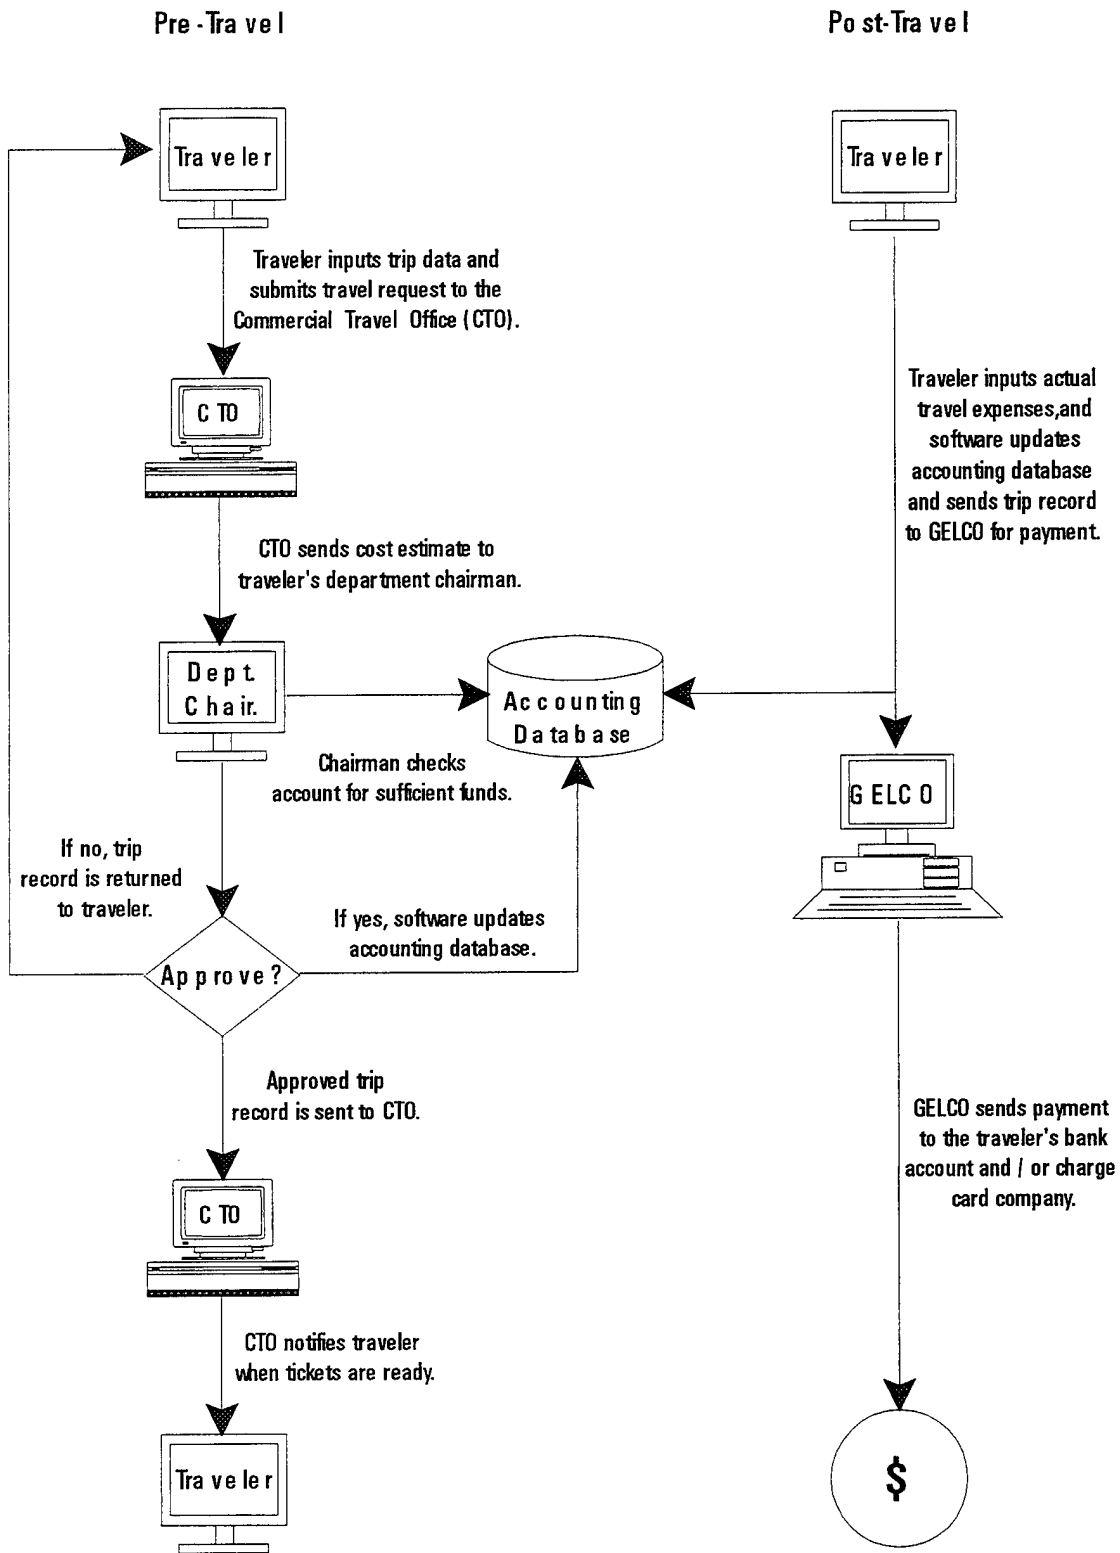 Pre-Travel
Post-Travel
Traveler
Traveler
Traveler inputs trip data and
submits travel request to the
Commercial Travel Office (CTO).
CTO
Traveler inputs actual
travel expenses,and
software updates
accounting database
and sends trip record
to GELCO for payment.
CTO sends cost estimate to
traveler's department chairman.
Dept.
Chair.
Accounting
Database
Chairman checks
account for sufficient funds.
GELCO
If no, trip
record is returned
to traveler.
If yes, software updates
accounting database.
Approve?
Approved trip
record is sent to CTO.
GELCO sends payment
to the traveler's bank
account and / or charge
card company.
CTO
CTO notifies traveler
when tickets are ready.
Traveler
$